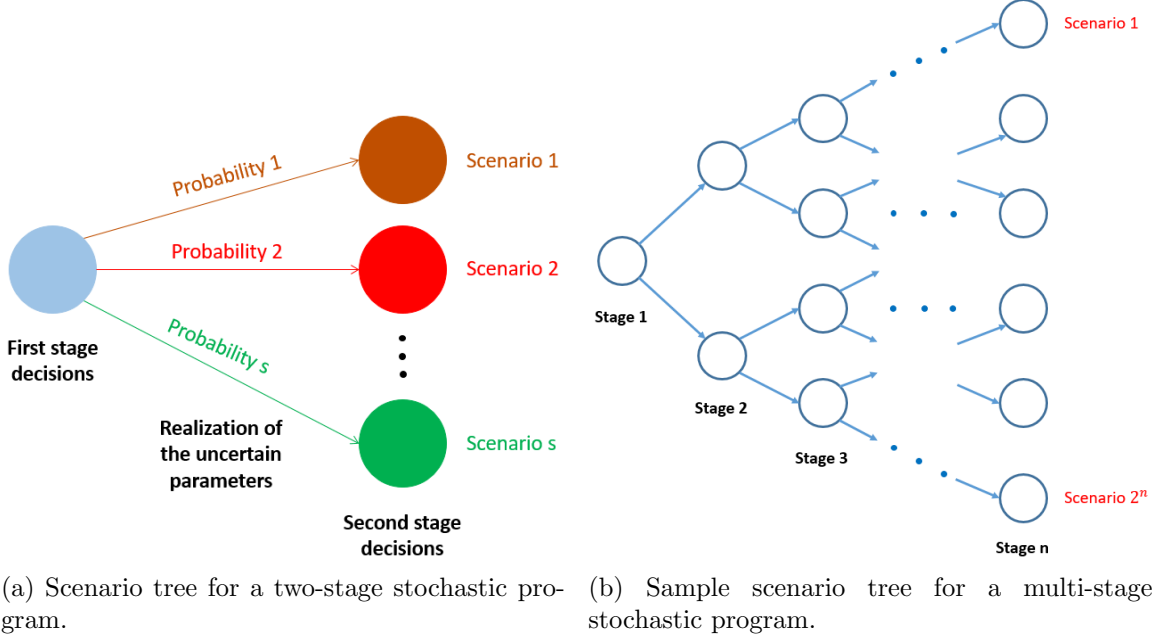 Probability 1
Scenario 1
Probability 2
Scenario 2
Probability s
Scenario s
First stage
decisions
Realization of
the uncertain
parameters
Second stage
decisions
(a) Scenario tree for a two-stage stochastic pro-
gram.
Scenario 1
Stage 1
Stage 2
Stage 3
Scenario 2ⁿ
Stage n
(b) Sample scenario tree for a multi-stage
stochastic program.